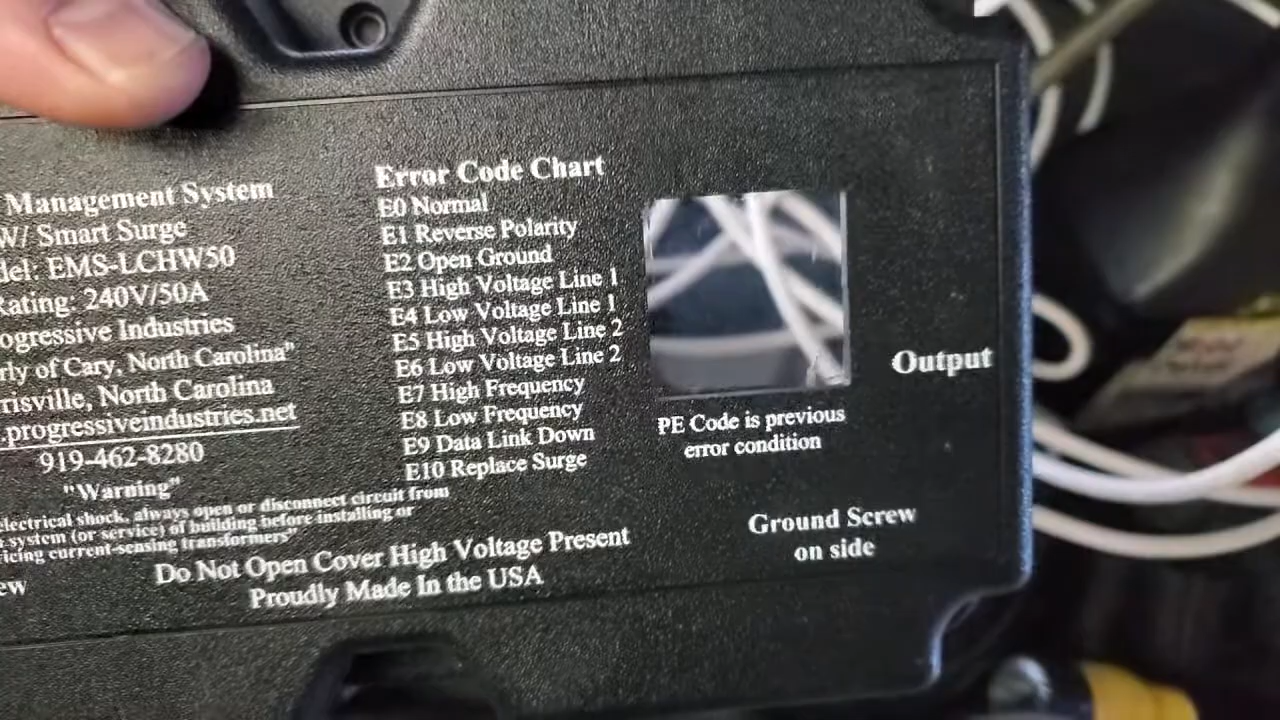 Management System
W/ Smart Surge
del: EMS-LCHW50
Rating: 240V/50A
ogressive Industries
rly of Cary, North Carolina"
rrisville, North Carolina
.progressiveindustries.net
919-462-8280
"Warning"
electrical shock, always open or disconnect circuit from
system (or service) of building before installing or
icing current-sensing transformers"
ew
Do Not Open Cover High Voltage Present
Proudly Made In the USA
Error Code Chart
E0 Normal
E1 Reverse Polarity
E2 Open Ground
E3 High Voltage Line 1
E4 Low Voltage Line 1
E5 High Voltage Line 2
E6 Low Voltage Line 2
E7 High Frequency
E8 Low Frequency
E9 Data Link Down
E10 Replace Surge
PE Code is previous
error condition
Output
Ground Screw
on side